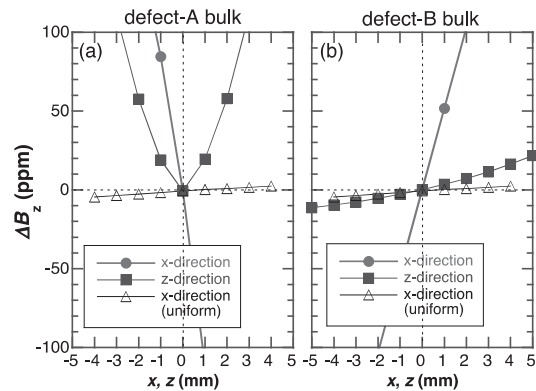 defect-A bulk
defect-B bulk
(a)
(b)
100
50
0
-50
-100
ΔBz (ppm)
x-direction
z-direction
x-direction
(uniform)
x-direction
z-direction
x-direction
(uniform)
-5 -4 -3 -2 -1 0 1 2 3 4 5
-5 -4 -3 -2 -1 0 1 2 3 4 5
x, z (mm)
x, z (mm)